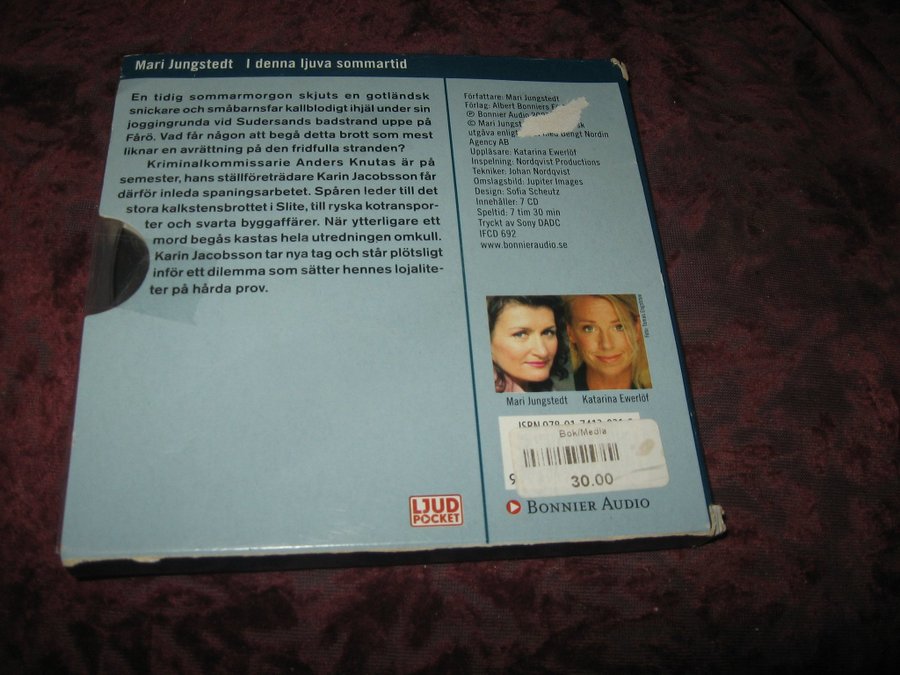 Mari Jungstedt I denna ljuva sommartid
En tidig sommarmorgon skjuts en gotländsk
snickare och småbarnsfar kallblodigt ihjäl under sin
joggingrunda vid Sudersands badstrand uppe på
Fårö. Vad får någon att begå detta brott som mest
liknar en avrättning på den fridfulla stranden?
Kriminalkommissarie Anders Knutas är på
semester, hans ställföreträdare Karin Jacobsson får
därför inleda spaningsarbetet. Spåren leder till det
stora kalkstensbrottet i Slite, till ryska kotranspor-
ter och svarta byggaffärer. När ytterligare ett
mord begås kastas hela utredningen omkull.
Karin Jacobsson tar nya tag och står plötsligt
inför ett dilemma som sätter hennes lojalite-
ter på hårda prov.
LJUD
POCKET
Författare: Mari Jungstedt
Förlag: Albert Bonniers
℗ Bonnier Audio
© Mari
utgåva enligt med Bengt Nordin
Agency AB
Uppläsare: Katarina Ewerlöf
Inspelning: Nordqvist Productions
Tekniker: Johan Nordqvist
Omslagsbild: Jupiter Images
Design: Sofia Scheutz
Innehåller: 7 CD
Speltid: 7 tim 30 min
Tryckt av Sony DADC
IFCD 692
www.bonnieraudio.se
Mari Jungstedt Katarina Ewerlöf
Bok/Media
30.00
9
BONNIER AUDIO